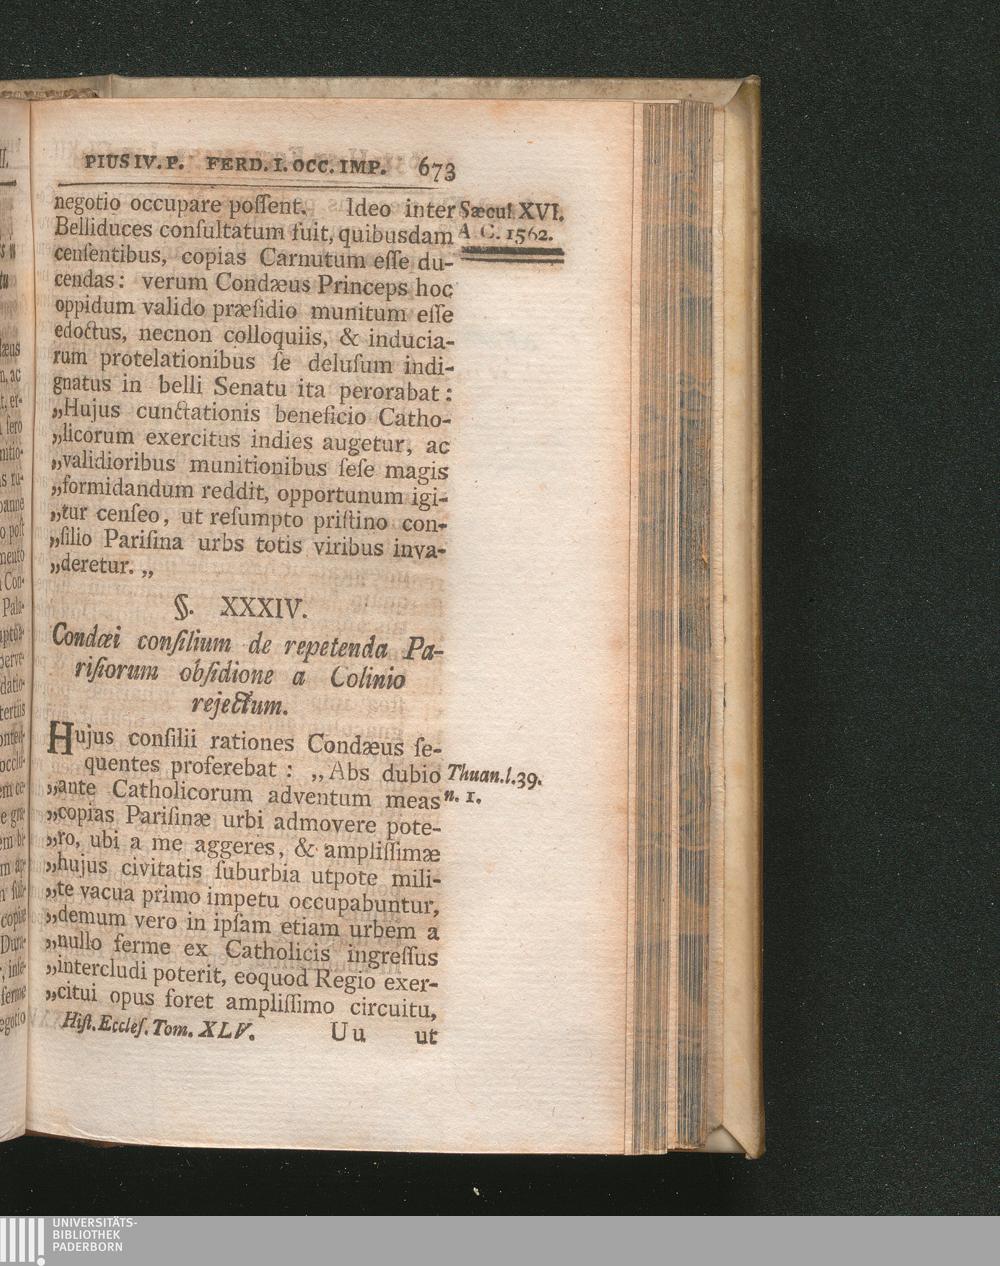 PIUS IV. P. FERD. I. OCC. IMP. 673
negotio occupare poſſent. Ideo inter
Sæcul. XVI.
Belliduces conſultatum fuit, quibusdam
A. C. 1562.
cenſentibus, copias Carnutum eſſe du-
cendas: verum Condæus Princeps hoc
oppidum valido præſidio munitum eſſe
edoctus, necnon colloquiis, & inducia-
rum protelationibus ſe deluſum indi-
gnatus in belli Senatu ita perorabat:
„Hujus cunctationis beneficio Catho-
„licorum exercitus indies augetur, ac
„validioribus munitionibus ſeſe magis
„formidandum reddit, opportunum igi-
„tur cenſeo, ut reſumpto priſtino con-
„ſilio Pariſina urbs totis viribus inva-
„deretur. „
§. XXXIV.
Condæi conſilium de repetenda Pa-
riſiorum obſidione a Colinio
rejectum.
Hujus conſilii rationes Condæus ſe-
quentes proferebat: „Abs dubio
Thuan. l. 39.
„ante Catholicorum adventum meas
n. 1.
„copias Pariſinæ urbi admovere pote-
„ro, ubi a me aggeres, & ampliſſimæ
„hujus civitatis ſuburbia utpote mili-
„te vacua primo impetu occupabuntur,
„demum vero in ipſam etiam urbem a
„nullo ferme ex Catholicis ingreſſus
„intercludi poterit, eoquod Regio exer-
„citui opus foret ampliſſimo circuitu,
Hiſt. Eccleſ. Tom. XLV. Uu ut
UNIVERSITÄTS-
BIBLIOTHEK
PADERBORN